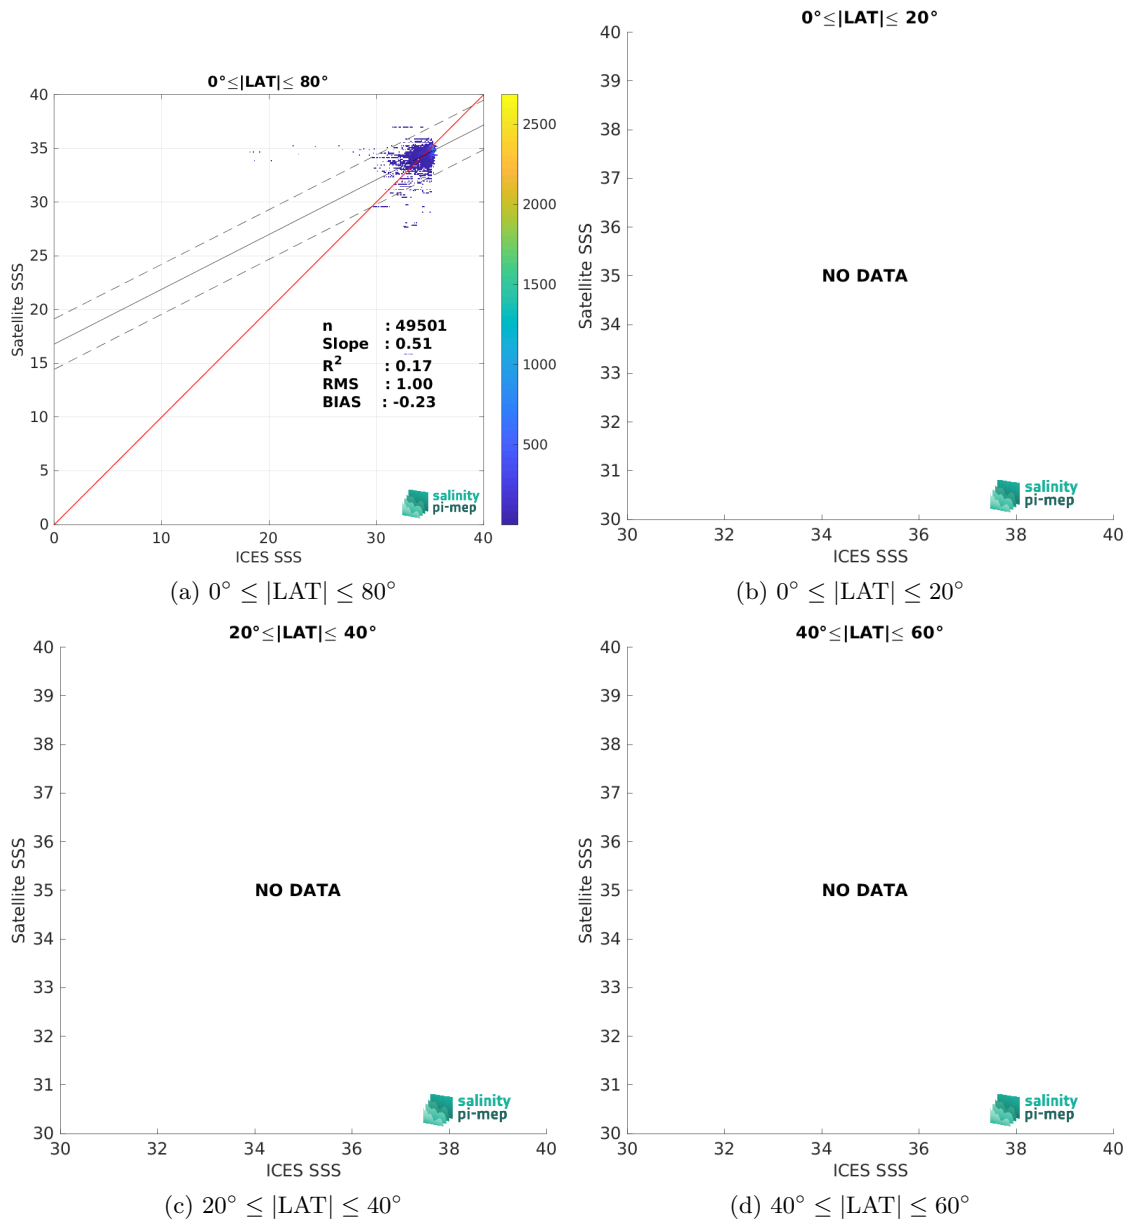 0°≤|LAT|≤ 80°
40
35
30
25
20
15
10
5
0
Satellite SSS
n : 49501
Slope : 0.51
R² : 0.17
RMS : 1.00
BIAS : -0.23
salinity
pi-mep
0 10 20 30 40
ICES SSS
2500
2000
1500
1000
500
(a) 0° ≤ |LAT| ≤ 80°
0°≤|LAT|≤ 20°
40
39
38
37
36
35
34
33
32
31
30
Satellite SSS
NO DATA
salinity
pi-mep
30 32 34 36 38 40
ICES SSS
(b) 0° ≤ |LAT| ≤ 20°
20°≤|LAT|≤ 40°
40
39
38
37
36
35
34
33
32
31
30
Satellite SSS
NO DATA
salinity
pi-mep
30 32 34 36 38 40
ICES SSS
(c) 20° ≤ |LAT| ≤ 40°
40°≤|LAT|≤ 60°
40
39
38
37
36
35
34
33
32
31
30
Satellite SSS
NO DATA
salinity
pi-mep
30 32 34 36 38 40
ICES SSS
(d) 40° ≤ |LAT| ≤ 60°